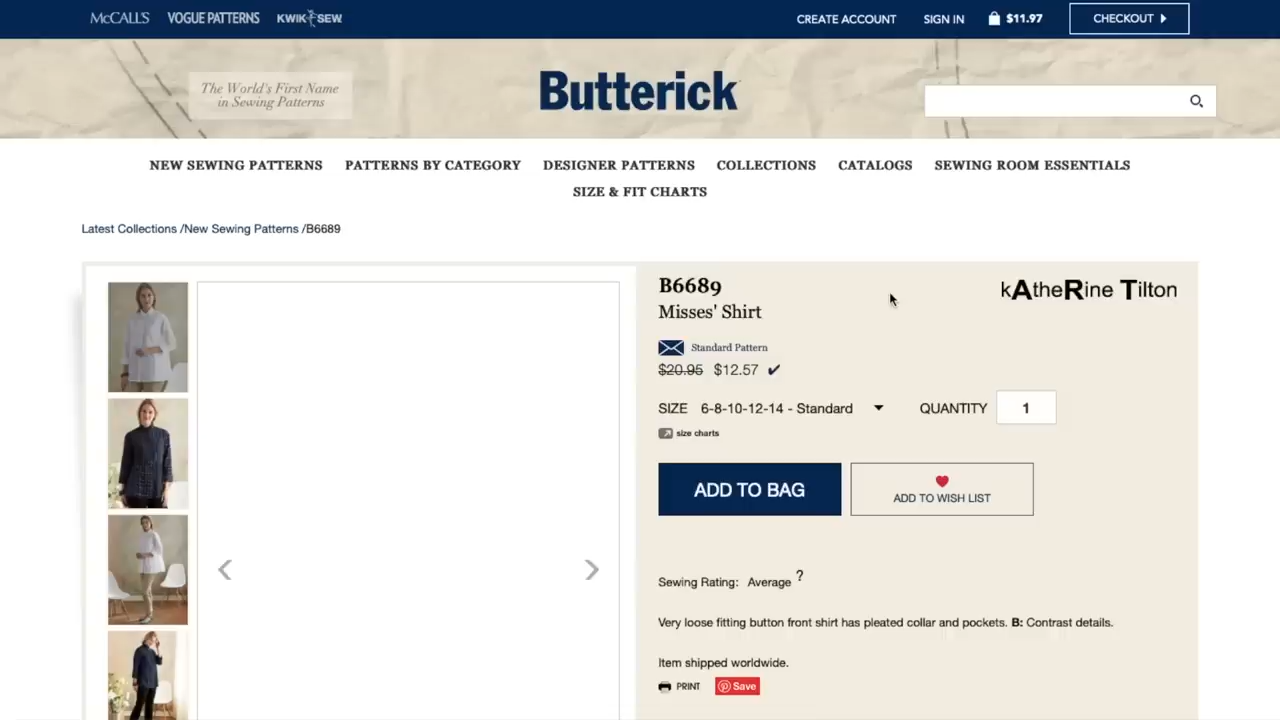 McCALL'S VOGUE PATTERNS KWIK SEW CREATE ACCOUNT SIGN IN $11.97 CHECKOUT
The World's First Name
in Sewing Patterns
Butterick
NEW SEWING PATTERNS PATTERNS BY CATEGORY DESIGNER PATTERNS COLLECTIONS CATALOGS SEWING ROOM ESSENTIALS
SIZE & FIT CHARTS
Latest Collections /New Sewing Patterns /B6689
B6689
kAtheRine Tilton
Misses' Shirt
Standard Pattern
$20.95 $12.57 ✔
SIZE 6-8-10-12-14 - Standard QUANTITY 1
size charts
ADD TO BAG
ADD TO WISH LIST
Sewing Rating: Average ?
Very loose fitting button front shirt has pleated collar and pockets. B: Contrast details.
Item shipped worldwide.
PRINT Save